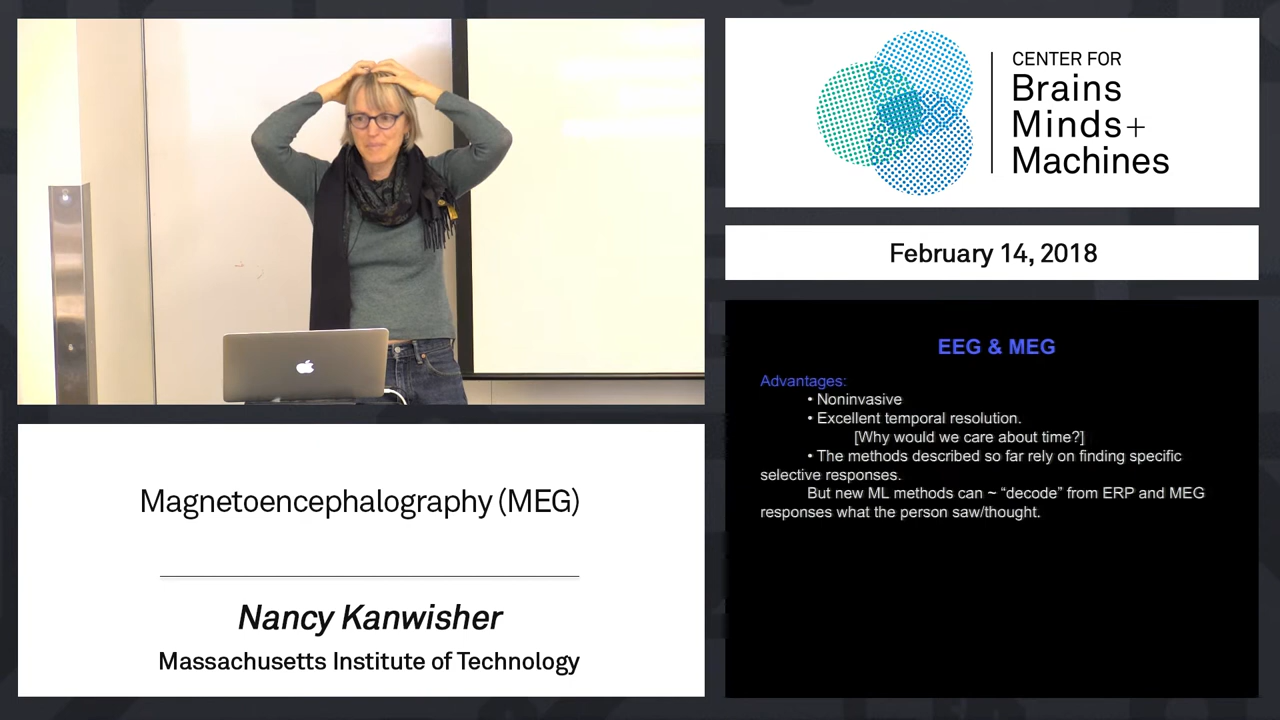 CENTER FOR
Brains
Minds+
Machines
February 14, 2018
EEG & MEG
Advantages:
• Noninvasive
• Excellent temporal resolution.
[Why would we care about time?]
• The methods described so far rely on finding specific
selective responses.
But new ML methods can ~ “decode” from ERP and MEG
responses what the person saw/thought.
Magnetoencephalography (MEG)
Nancy Kanwisher
Massachusetts Institute of Technology